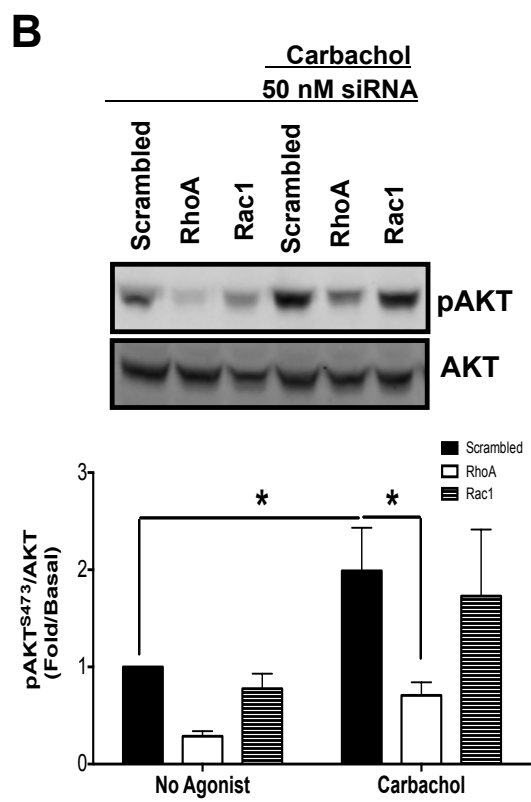 B
Carbachol
50 nM siRNA
Scrambled
RhoA
Rac1
Scrambled
RhoA
Rac1
pAKT
AKT
Scrambled
RhoA
Rac1
3
2
1
0
pAKTS473/AKT
(Fold/Basal)
*
*
No Agonist
Carbachol